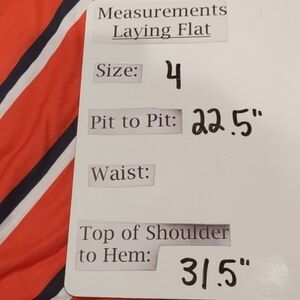 Measurements
Laying Flat
Size: 4
Pit to Pit: 22.5"
Waist:
Top of Shoulder
to Hem: 31.5"